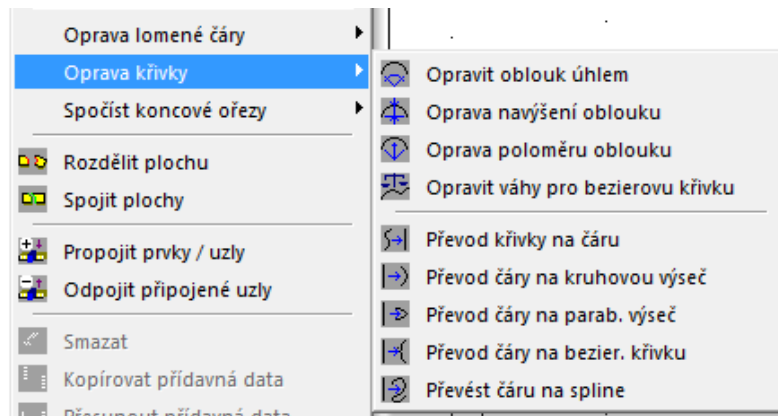 Oprava lomené čáry
Oprava křivky
Spočíst koncové ořezy
Rozdělit plochu
Spojit plochy
Propojit prvky / uzly
Odpojit připojené uzly
Smazat
Kopírovat přídavná data
Přesunout přídavná data
Opravit oblouk úhlem
Oprava navýšení oblouku
Oprava poloměru oblouku
Opravit váhy pro bezierovu křivku
Převod křivky na čáru
Převod čáry na kruhovou výseč
Převod čáry na parab. výseč
Převod čáry na bezier. křivku
Převést čáru na spline